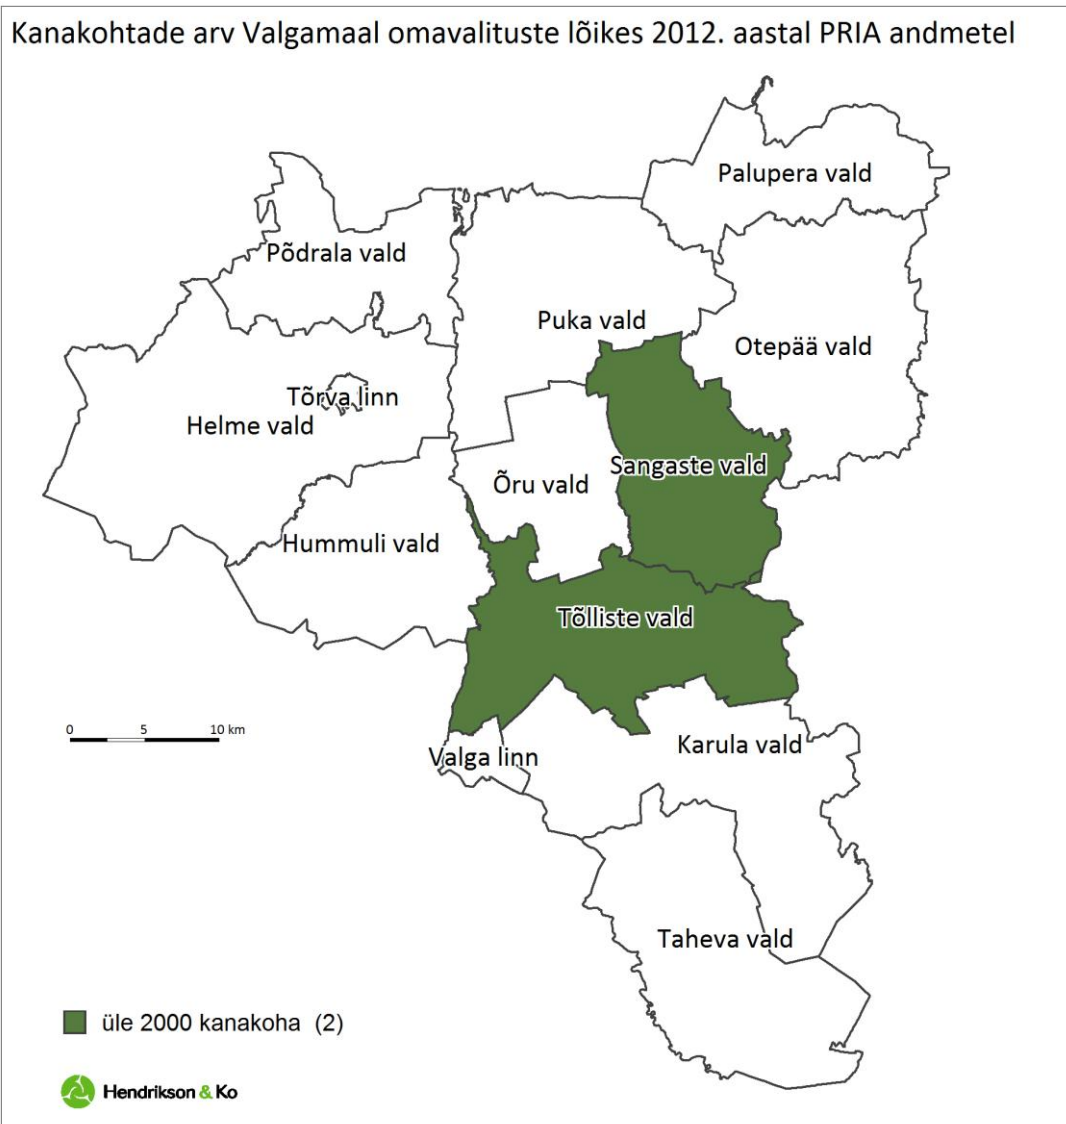 Kanakohtade arv Valgamaal omavalituste lõikes 2012. aastal PRIA andmetel
Palupera vald
Põdrala vald
Puka vald
Otepää vald
Tõrva linn
Helme vald
Sangaste vald
Õru vald
Hummuli vald
Tõlliste vald
0 5 10 km
Karula vald
Valga linn
Taheva vald
üle 2000 kanakoha (2)
Hendrikson & Ko